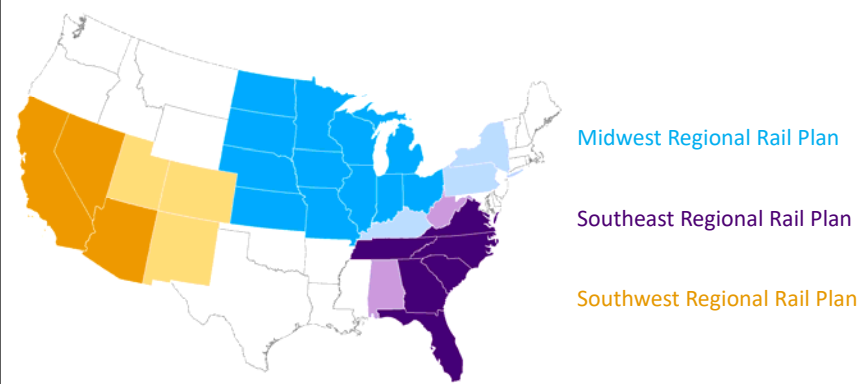 Midwest Regional Rail Plan
Southeast Regional Rail Plan
Southwest Regional Rail Plan